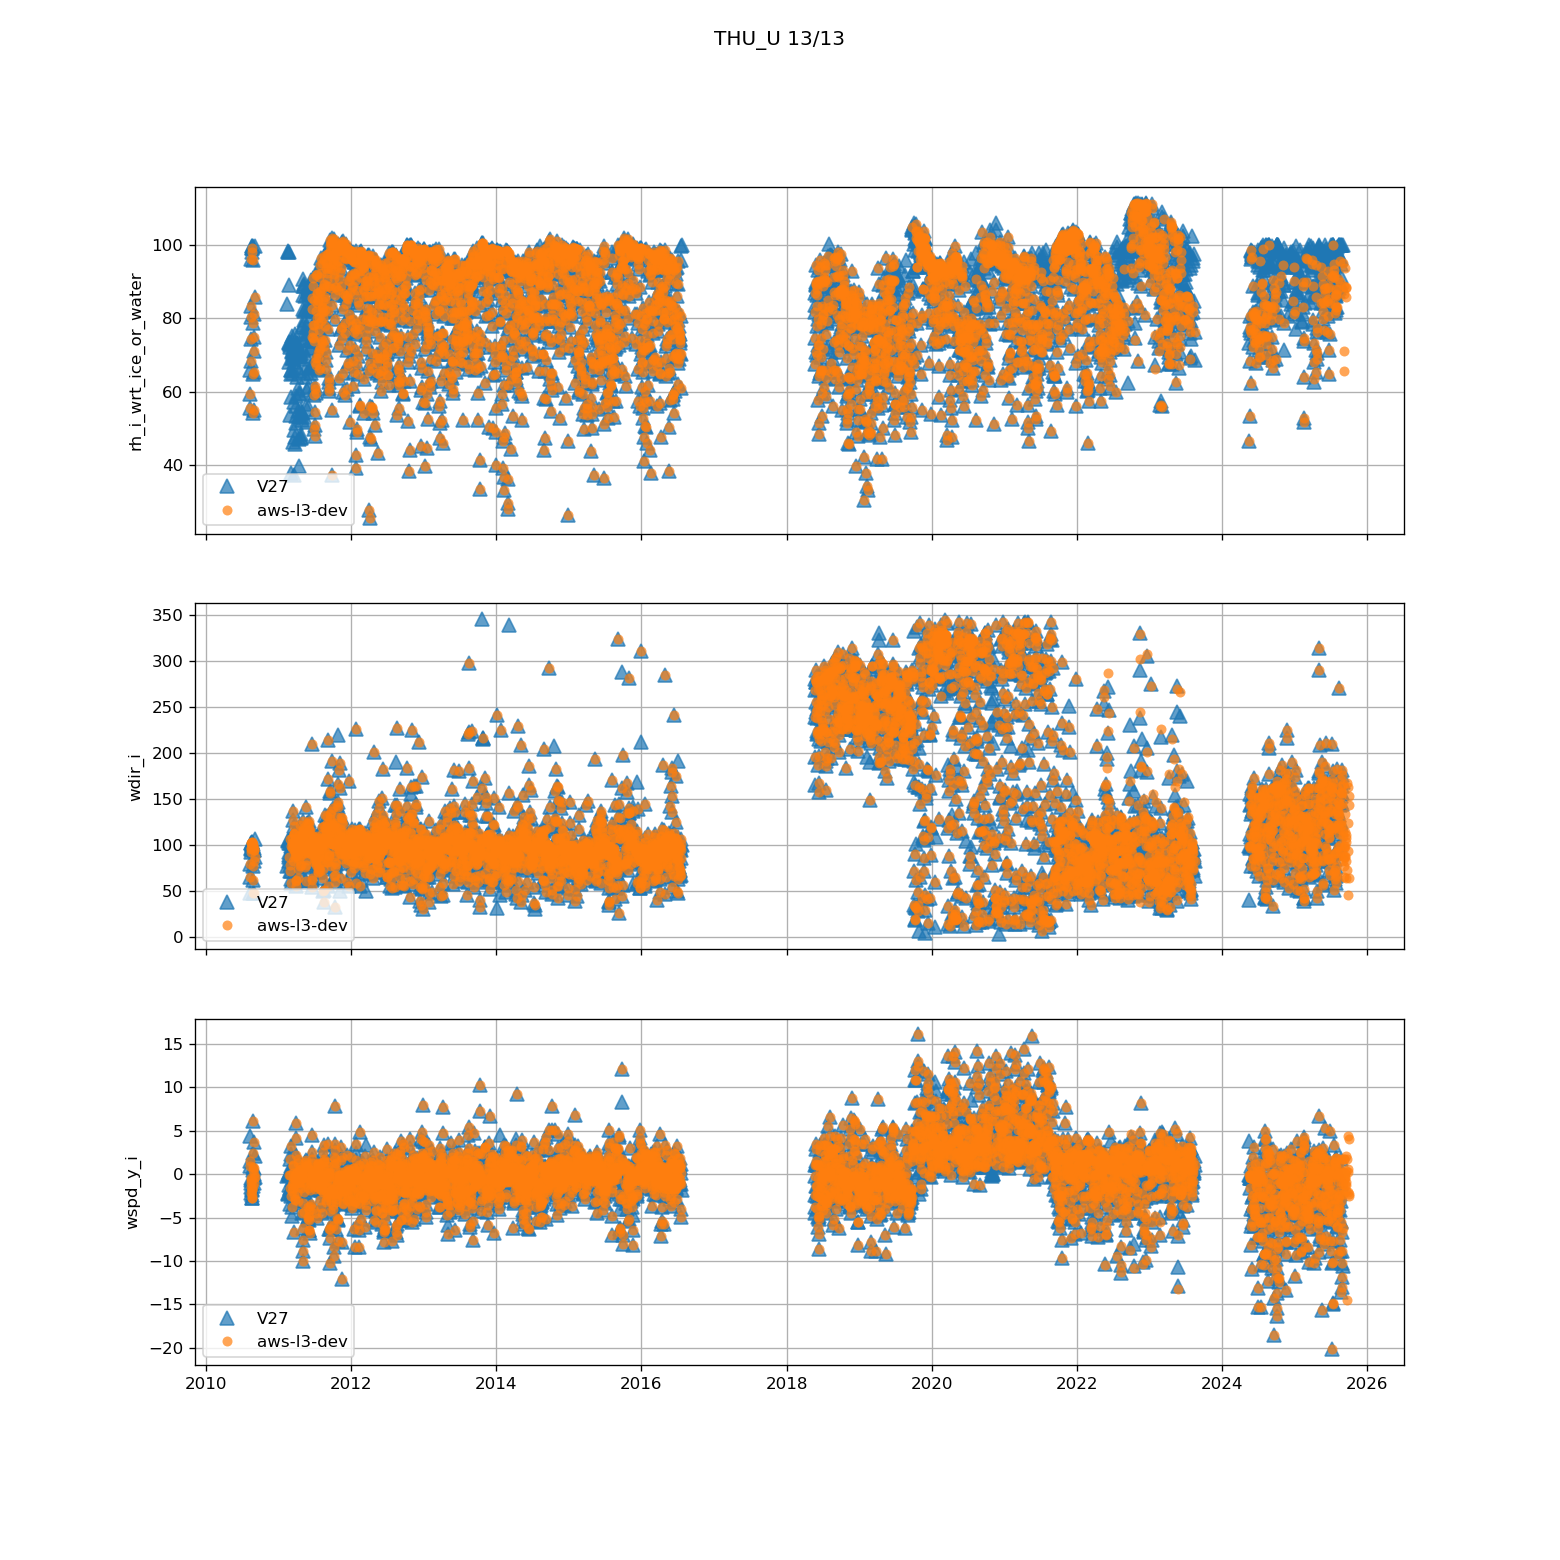 THU_U 13/13
rh_i_wrt_ice_or_water
100
80
60
40
V27
aws-l3-dev
wdir_i
350
300
250
200
150
100
50
0
V27
aws-l3-dev
wspd_y_i
15
10
5
0
−5
−10
−15
−20
V27
aws-l3-dev
2010 2012 2014 2016 2018 2020 2022 2024 2026